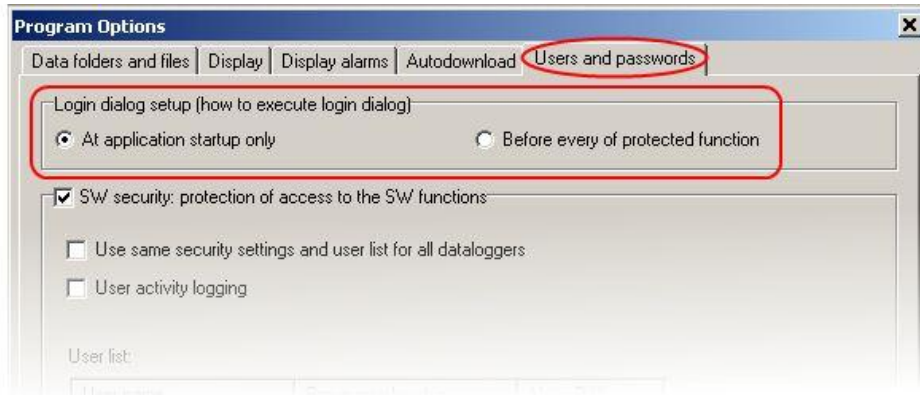 Program Options
Data folders and files Display Display alarms Autodownload Users and passwords
Login dialog setup (how to execute login dialog)
At application startup only Before every of protected function
SW security: protection of access to the SW functions
Use same security settings and user list for all dataloggers
User activity logging
User list: